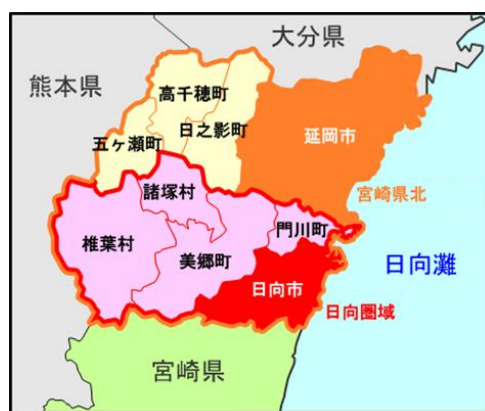 大分県
熊本県
高千穂町
日之影町
延岡市
五ヶ瀬町
諸塚村
宮崎県北
椎葉村
門川町
美郷町
日向灘
日向市
日向圏域
宮崎県